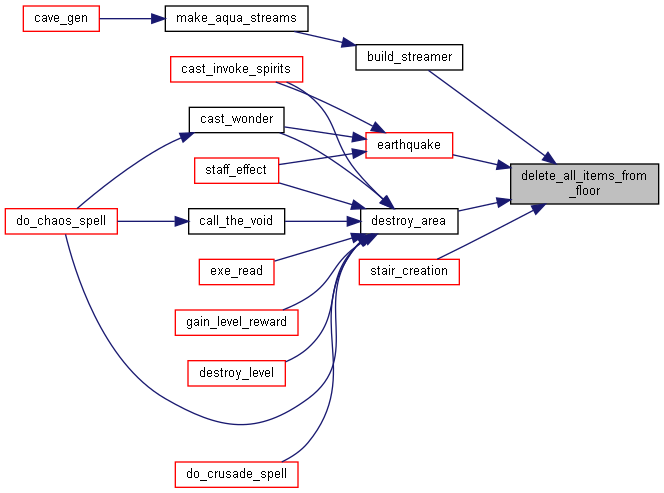 cave_gen
make_aqua_streams
build_streamer
cast_invoke_spirits
cast_wonder
earthquake
staff_effect
delete_all_items_from
_floor
do_chaos_spell
call_the_void
destroy_area
exe_read
stair_creation
gain_level_reward
destroy_level
do_crusade_spell